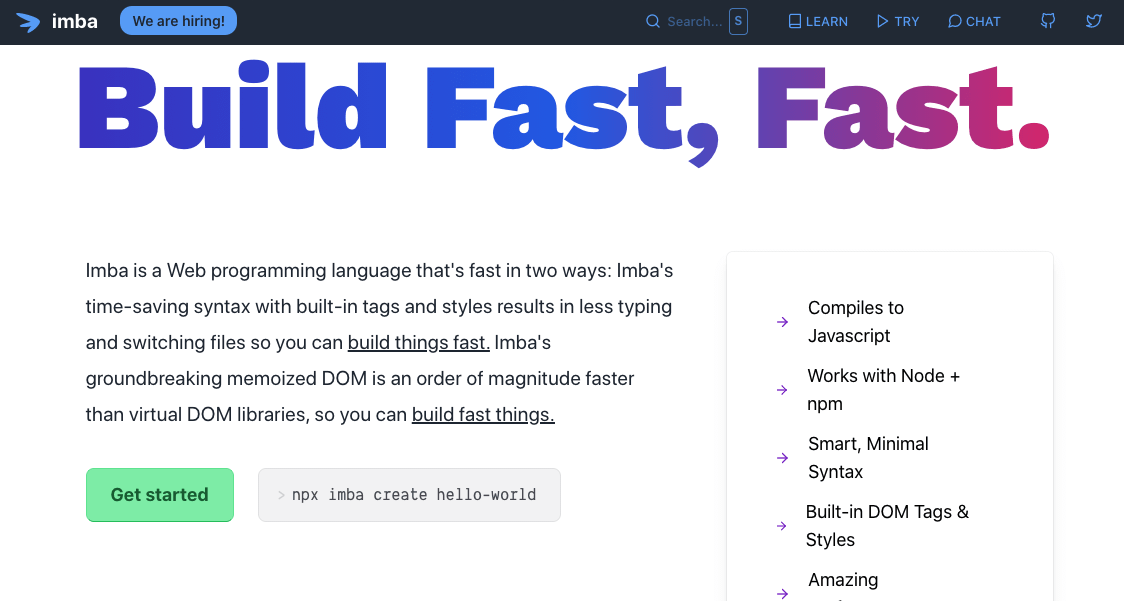 imba
We are hiring!
Search... S
LEARN
TRY
CHAT
Build Fast, Fast.
Imba is a Web programming language that's fast in two ways: Imba's
time-saving syntax with built-in tags and styles results in less typing
and switching files so you can build things fast. Imba's
groundbreaking memoized DOM is an order of magnitude faster
than virtual DOM libraries, so you can build fast things.
Get started
> npx imba create hello-world
Compiles to
Javascript
Works with Node +
npm
Smart, Minimal
Syntax
Built-in DOM Tags &
Styles
Amazing